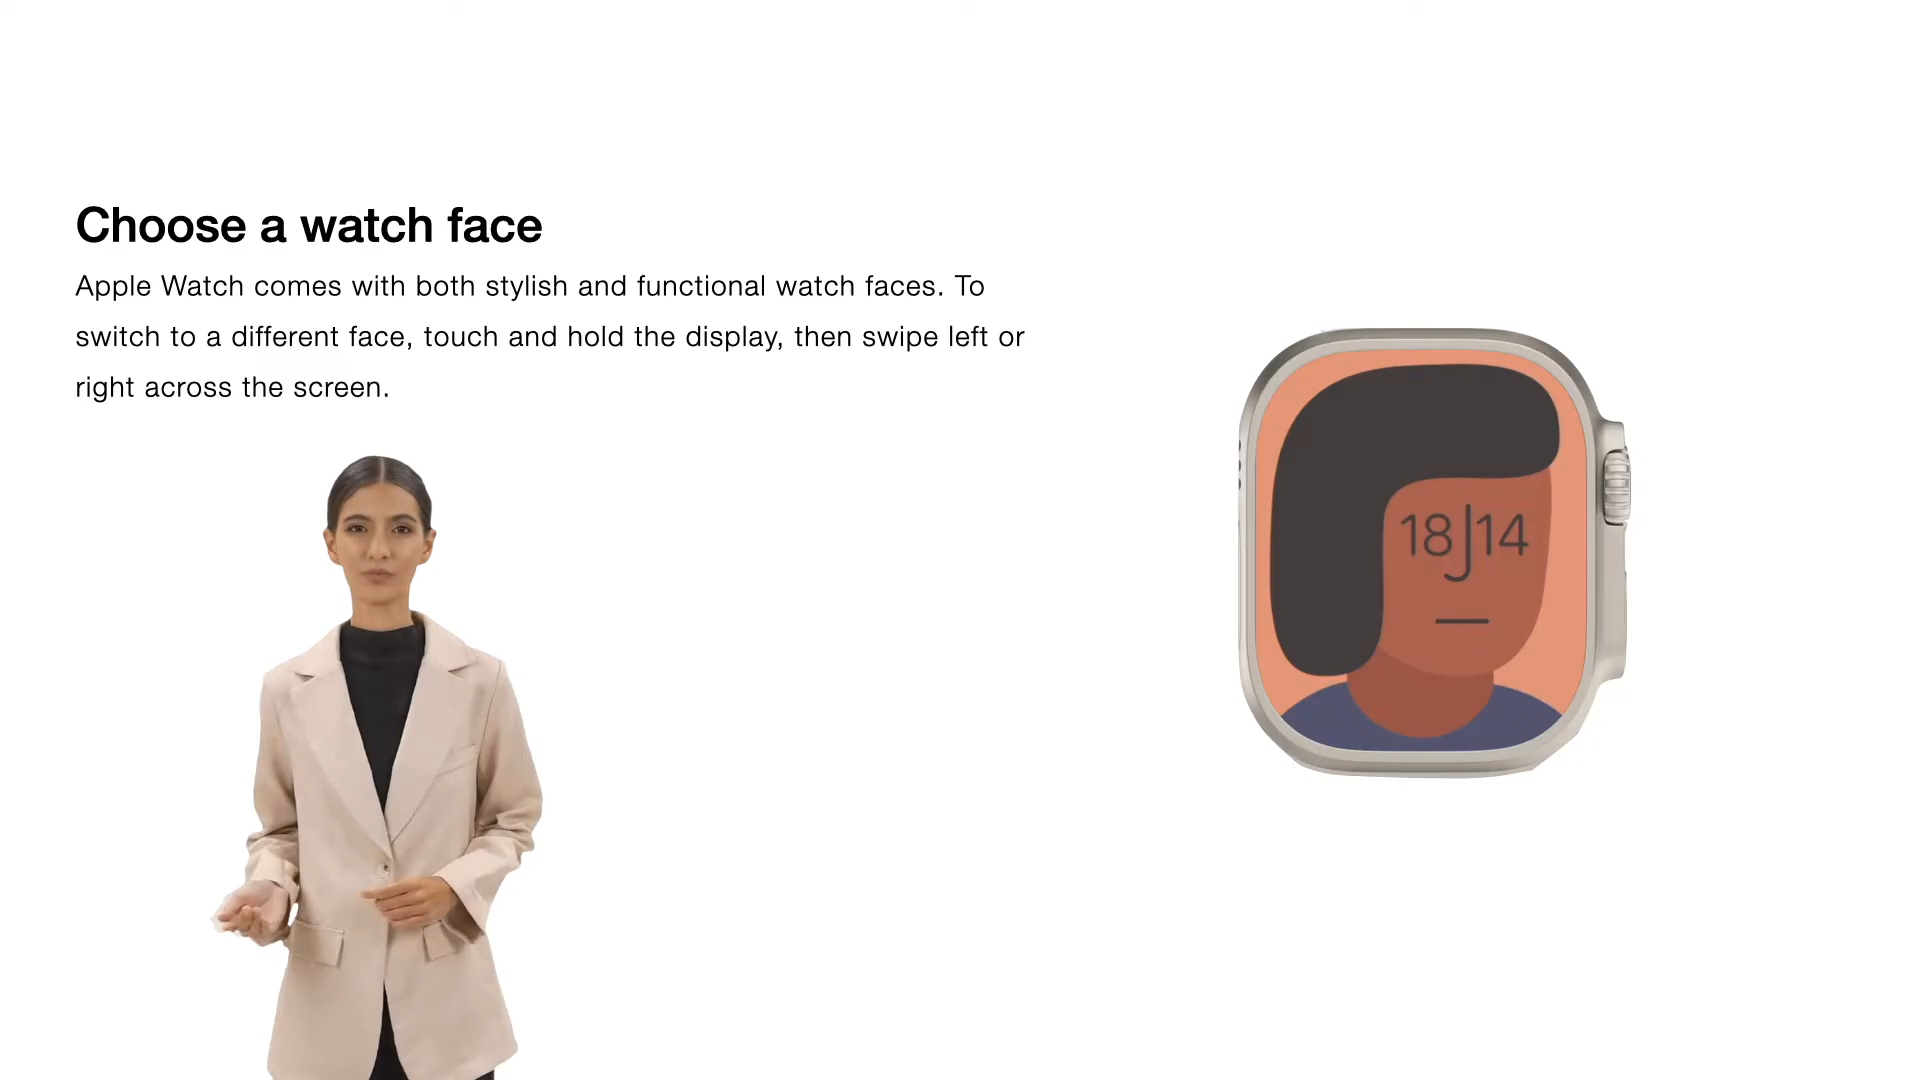 Choose a watch face
Apple Watch comes with both stylish and functional watch faces. To
switch to a different face, touch and hold the display, then swipe left or
right across the screen.
18 14